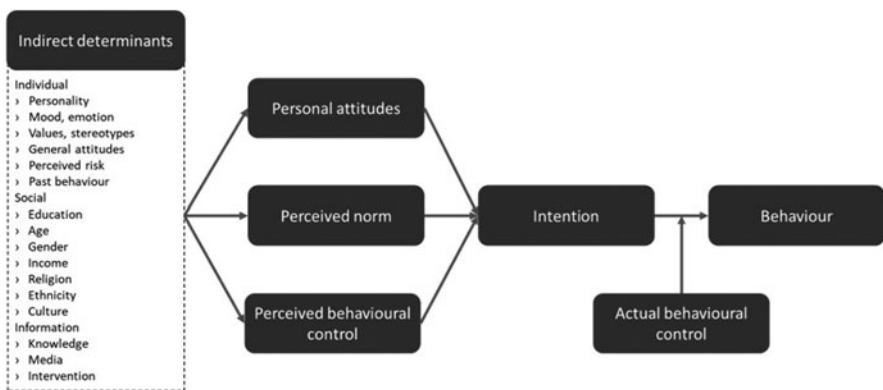 Indirect determinants
Individual
› Personality
› Mood, emotion
› Values, stereotypes
› General attitudes
› Perceived risk
› Past behaviour
Social
› Education
› Age
› Gender
› Income
› Religion
› Ethnicity
› Culture
Information
› Knowledge
› Media
› Intervention
Personal attitudes
Perceived norm
Perceived behavioural
control
Intention
Behaviour
Actual behavioural
control